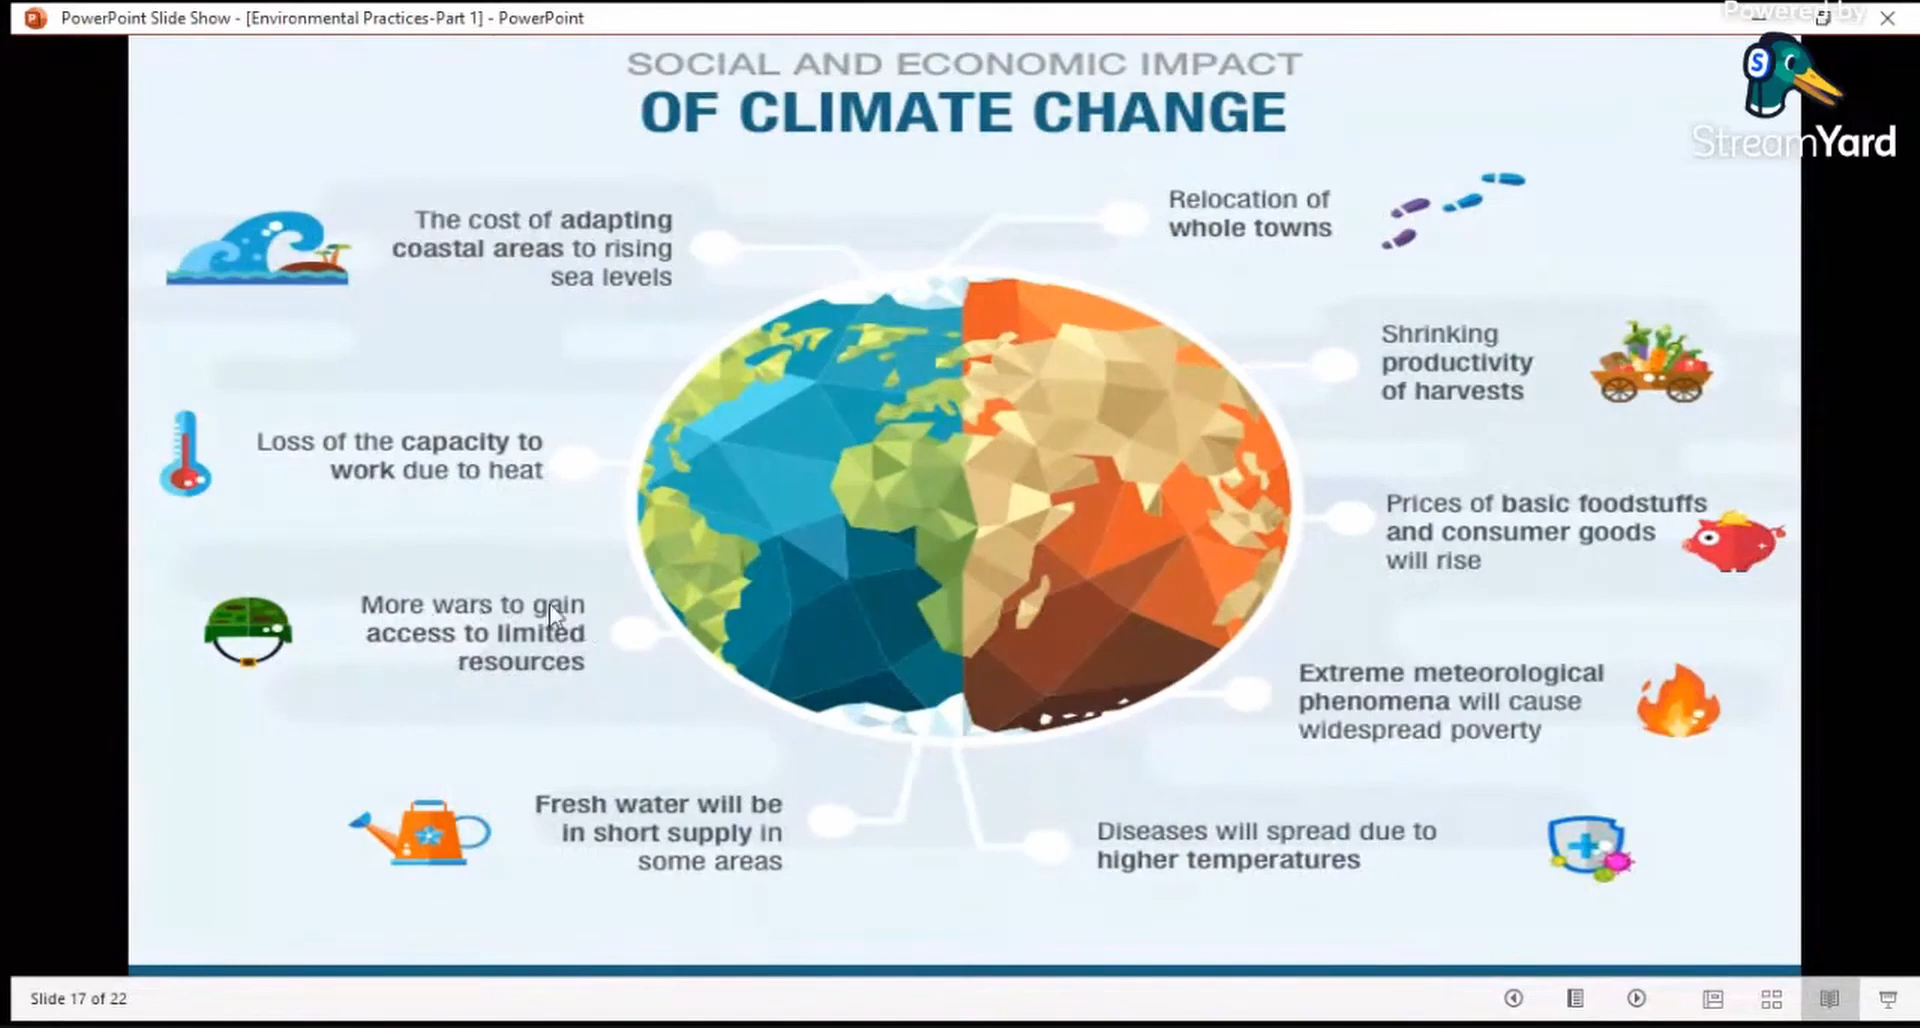 PowerPoint Slide Show - [Environmental Practices-Part 1] - PowerPoint
Powered by
StreamYard
SOCIAL AND ECONOMIC IMPACT
OF CLIMATE CHANGE
The cost of adapting
coastal areas to rising
sea levels
Relocation of
whole towns
Shrinking
productivity
of harvests
Loss of the capacity to
work due to heat
Prices of basic foodstuffs
and consumer goods
will rise
More wars to gain
access to limited
resources
Extreme meteorological
phenomena will cause
widespread poverty
Fresh water will be
in short supply in
some areas
Diseases will spread due to
higher temperatures
Slide 17 of 22